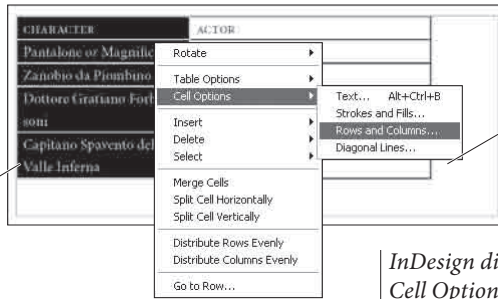 CHARACTER ACTOR
Pantalone or Magnific
Zanobio da Piombino
Dottore Gratiano Forb
soni
Capitano Spavento del
Valle Inferna
Rotate
Table Options
Cell Options
Insert
Delete
Select
Merge Cells
Split Cell Horizontally
Split Cell Vertically
Distribute Rows Evenly
Distribute Columns Evenly
Go to Row...
Text... Alt+Ctrl+B
Strokes and Fills...
Rows and Columns...
Diagonal Lines...
InDesign di
Cell Option